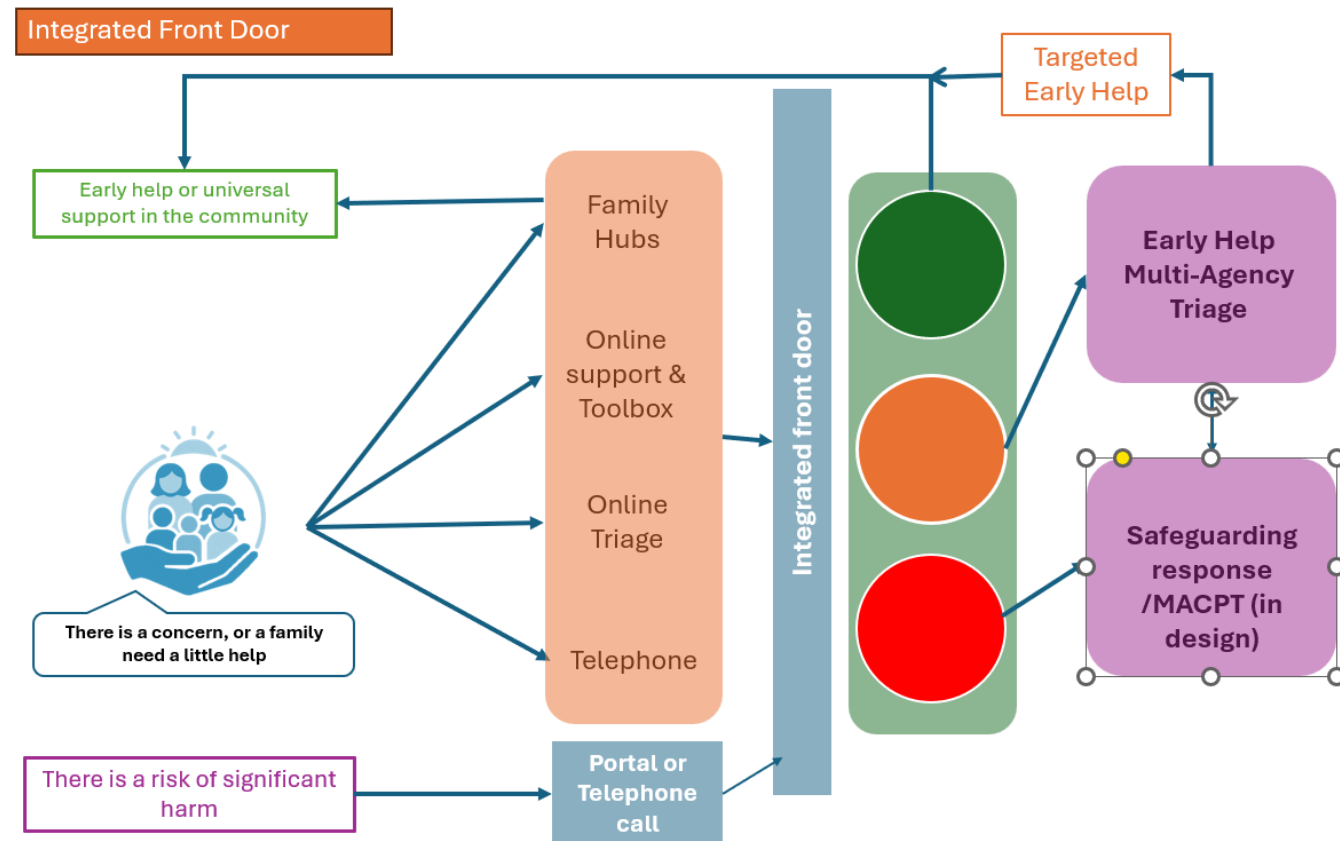 Integrated Front Door
Targeted
Early Help
Early help or universal
support in the community
Family
Hubs
Online
support &
Toolbox
Online
Triage
Telephone
Integrated front door
Early Help
Multi-Agency
Triage
Safeguarding
response
/MACPT (in
design)
There is a concern, or a family
need a little help
There is a risk of significant
harm
Portal or
Telephone
call